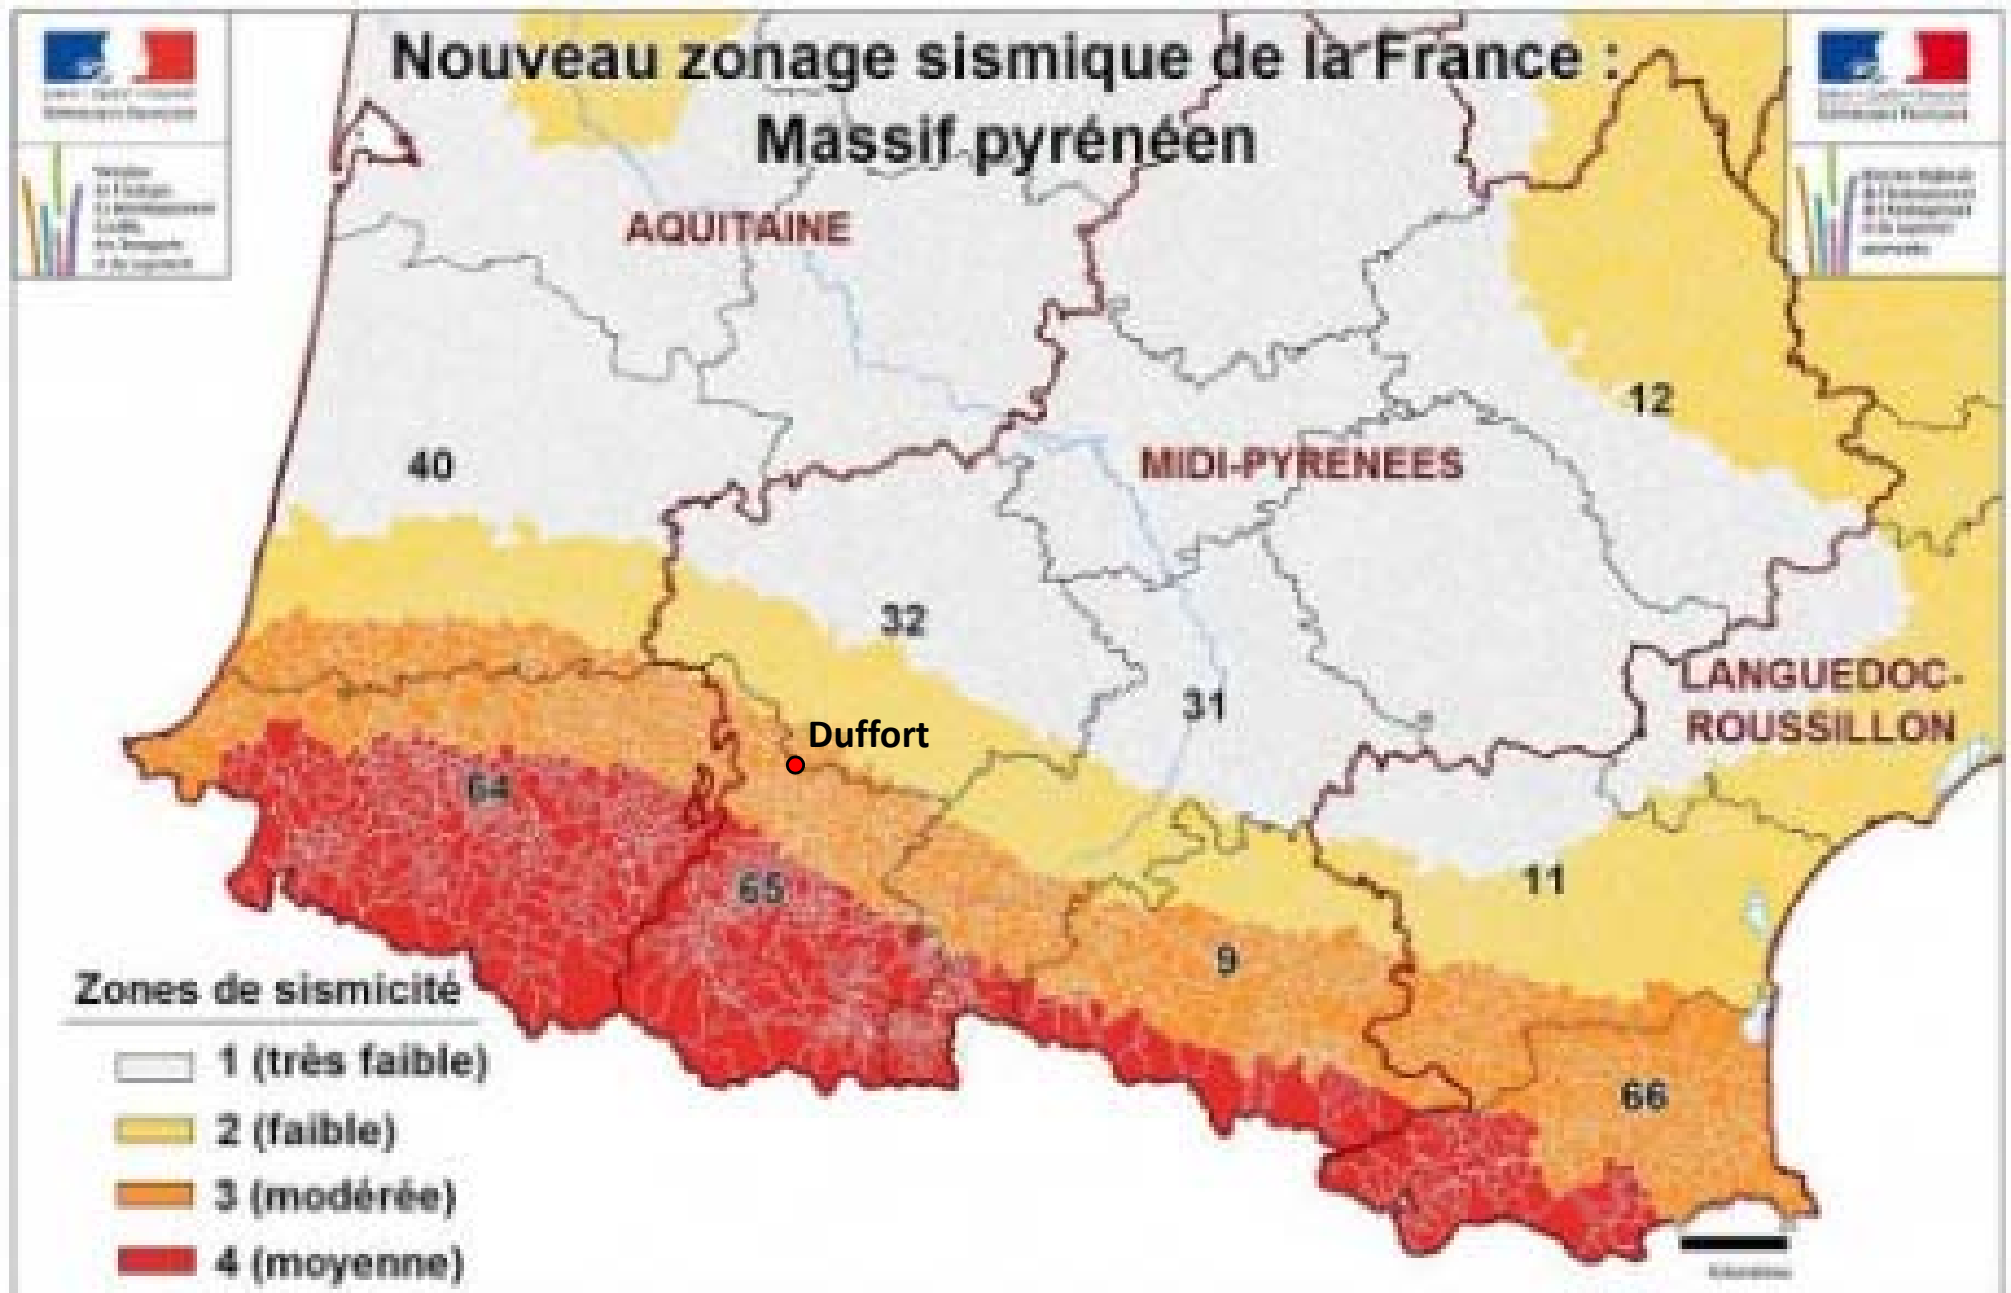 Nouveau zonage sismique de la France :
Massif pyrénéen
AQUITAINE
MIDI-PYRENEES
LANGUEDOC-
ROUSSILLON
12
40
32
31
Duffort
64
65
11
9
66
Zones de sismicité
1 (très faible)
2 (faible)
3 (modérée)
4 (moyenne)